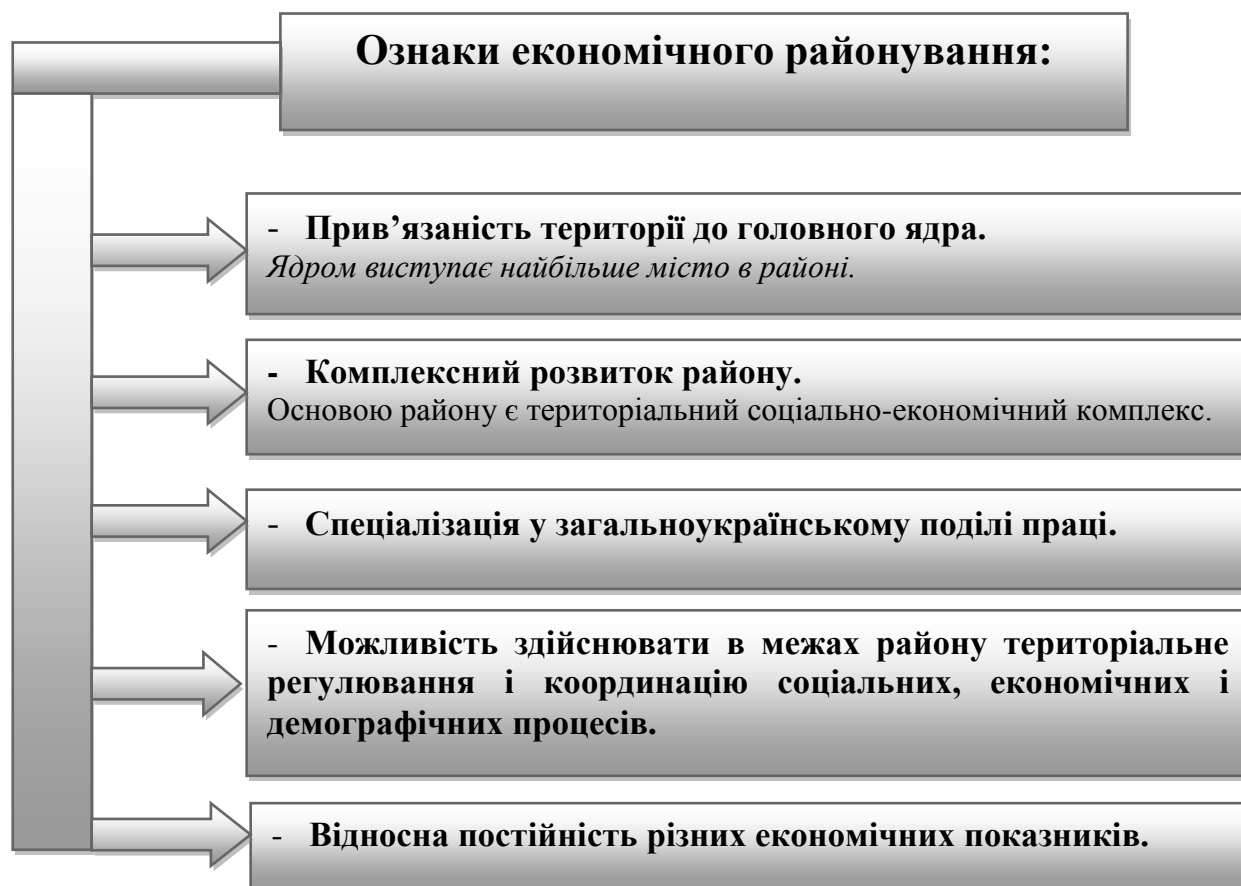 Ознаки економічного районування:
- Прив’язаність території до головного ядра.
Ядром виступає найбільше місто в районі.
- Комплексний розвиток району.
Основою району є територіальний соціально-економічний комплекс.
- Спеціалізація у загальноукраїнському поділі праці.
- Можливість здійснювати в межах району територіальне
регулювання і координацію соціальних, економічних і
демографічних процесів.
- Відносна постійність різних економічних показників.